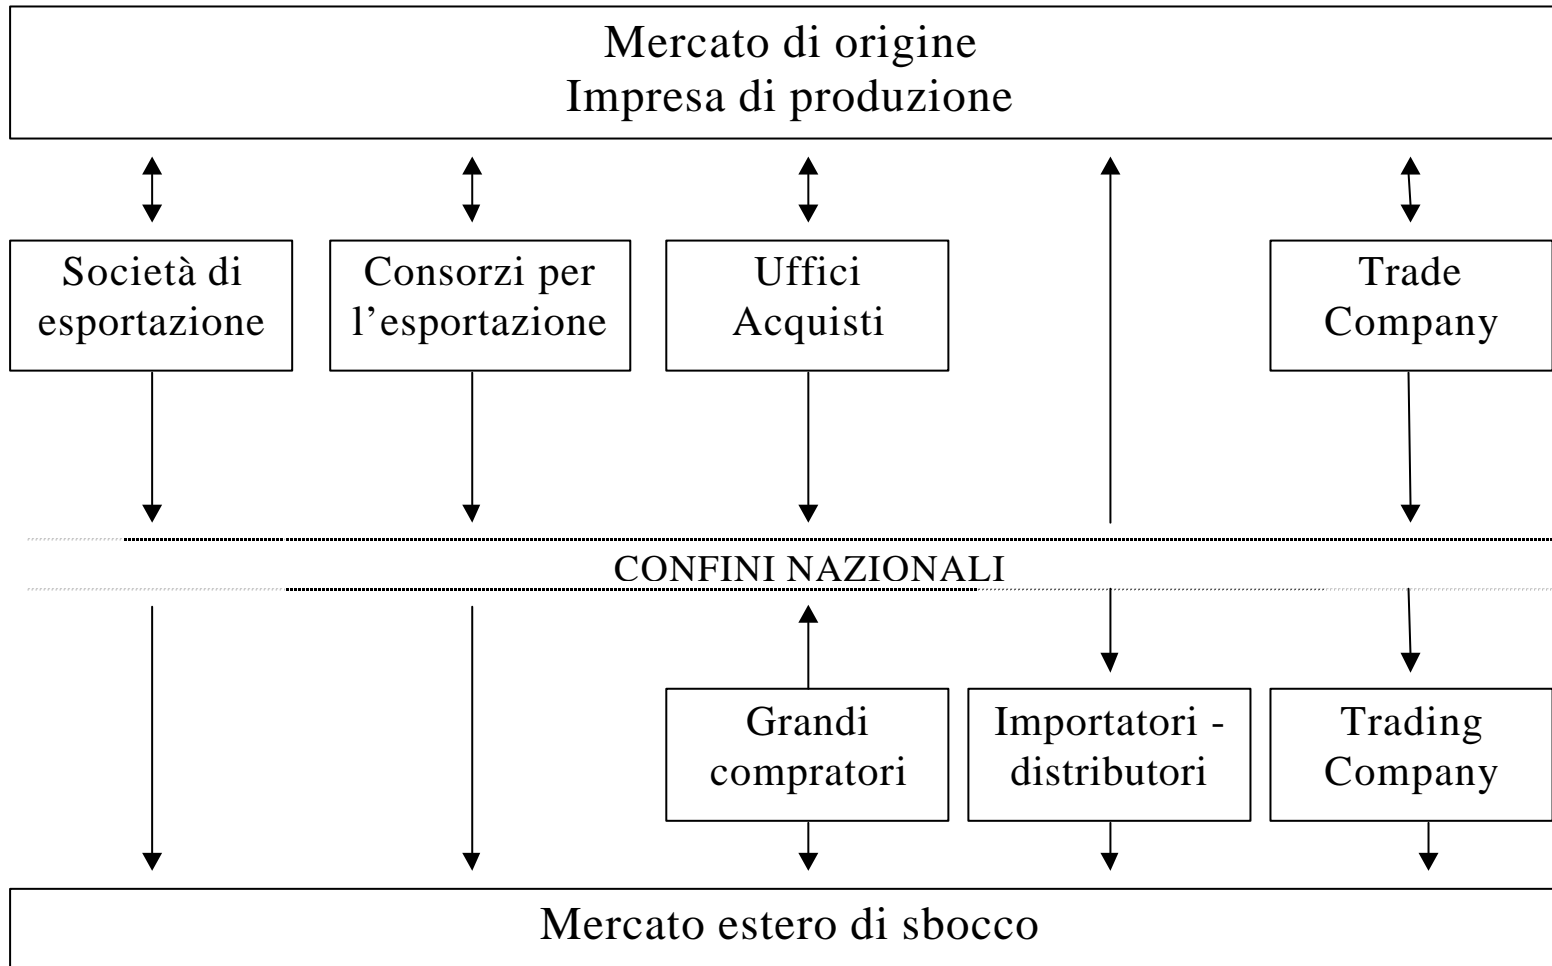 Mercato di origine
Impresa di produzione
Società di
esportazione
Consorzi per
l’esportazione
Uffici
Acquisti
Trade
Company
CONFINI NAZIONALI
Grandi
compratori
Importatori -
distributori
Trading
Company
Mercato estero di sbocco